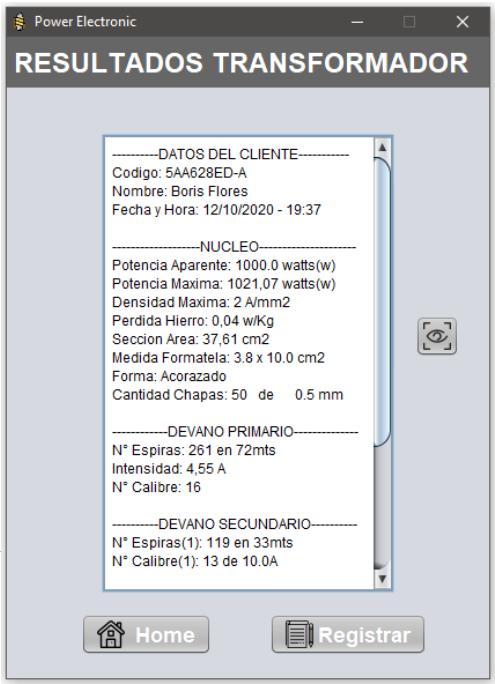 Power Electronic
RESULTADOS TRANSFORMADOR
----------DATOS DEL CLIENTE-----------
Codigo: 5AA628ED-A
Nombre: Boris Flores
Fecha y Hora: 12/10/2020 - 19:37
-------------------NUCLEO---------------------
Potencia Aparente: 1000.0 watts(w)
Potencia Maxima: 1021,07 watts(w)
Densidad Maxima: 2 A/mm2
Perdida Hierro: 0,04 w/Kg
Seccion Area: 37,61 cm2
Medida Formatela: 3.8 x 10.0 cm2
Forma: Acorazado
Cantidad Chapas: 50 de 0.5 mm
------------DEVANO PRIMARIO--------------
N° Espiras: 261 en 72mts
Intensidad: 4,55 A
N° Calibre: 16
----------DEVANO SECUNDARIO----------
N° Espiras(1): 119 en 33mts
N° Calibre(1): 13 de 10.0A
Home
Registrar